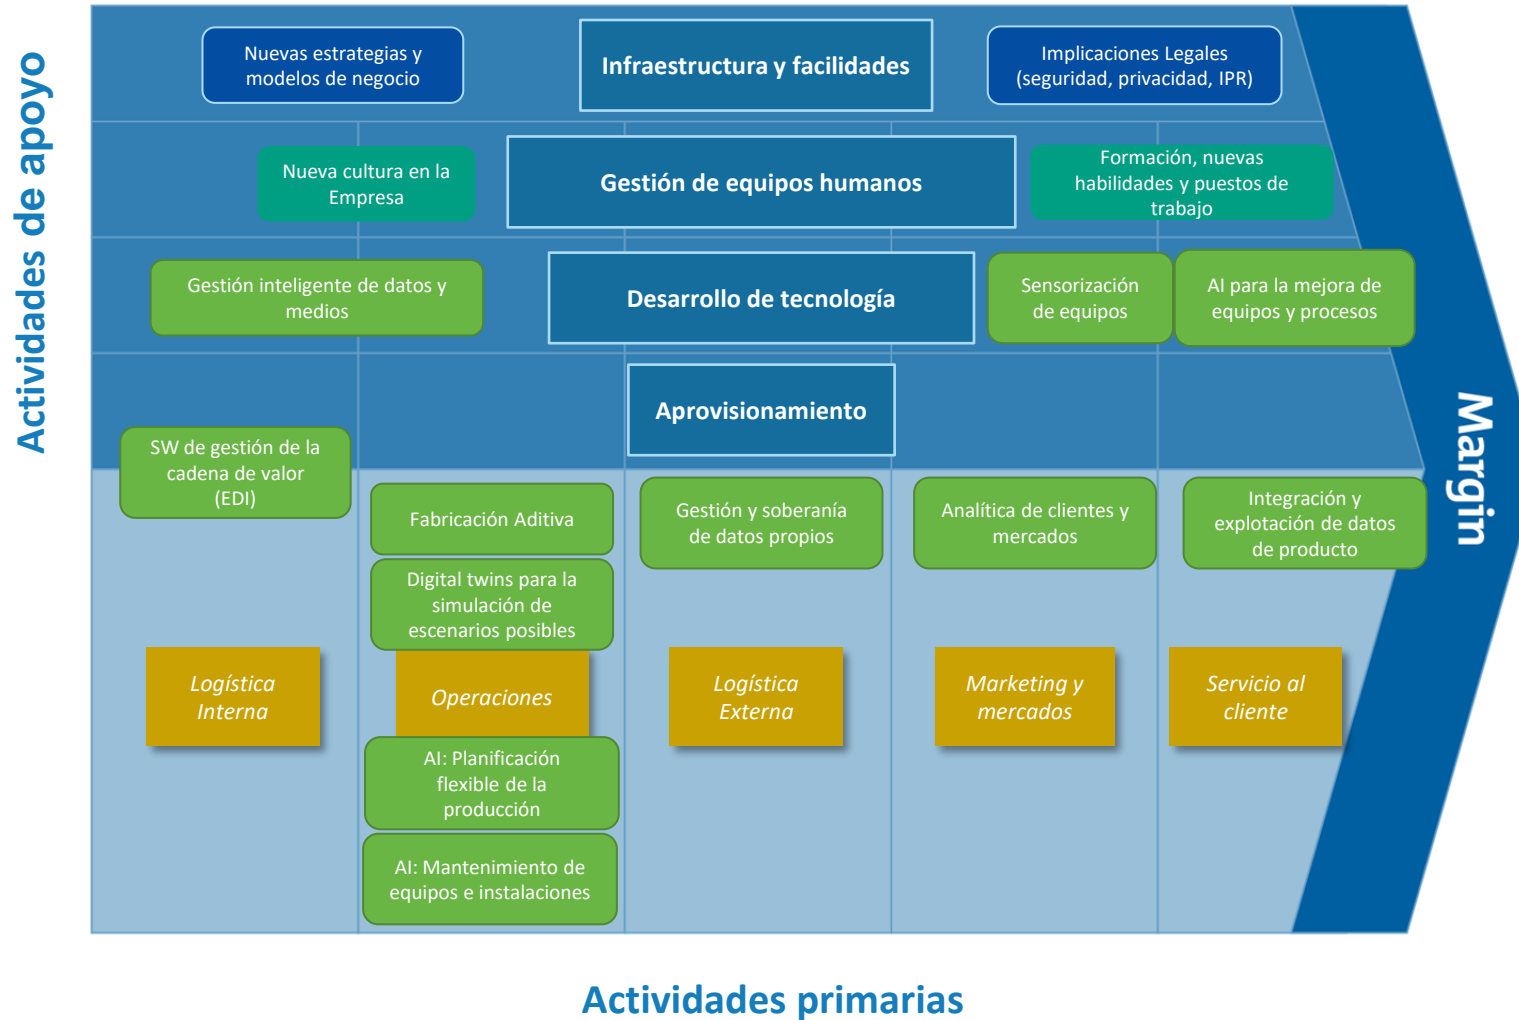 Actividades de apoyo
Nuevas estrategias y
modelos de negocio
Infraestructura y facilidades
Implicaciones Legales
(seguridad, privacidad, IPR)
Nueva cultura en la
Empresa
Gestión de equipos humanos
Formación, nuevas
habilidades y puestos de
trabajo
Gestión inteligente de datos y
medios
Desarrollo de tecnología
Sensorización
de equipos
AI para la mejora de
equipos y procesos
Aprovisionamiento
SW de gestión de la
cadena de valor
(EDI)
Fabricación Aditiva
Gestión y soberanía
de datos propios
Analítica de clientes y
mercados
Integración y
explotación de datos
de producto
Digital twins para la
simulación de
escenarios posibles
Logística
Interna
Operaciones
Logística
Externa
Marketing y
mercados
Servicio al
cliente
AI: Planificación
flexible de la
producción
AI: Mantenimiento de
equipos e instalaciones
Margin
Actividades primarias